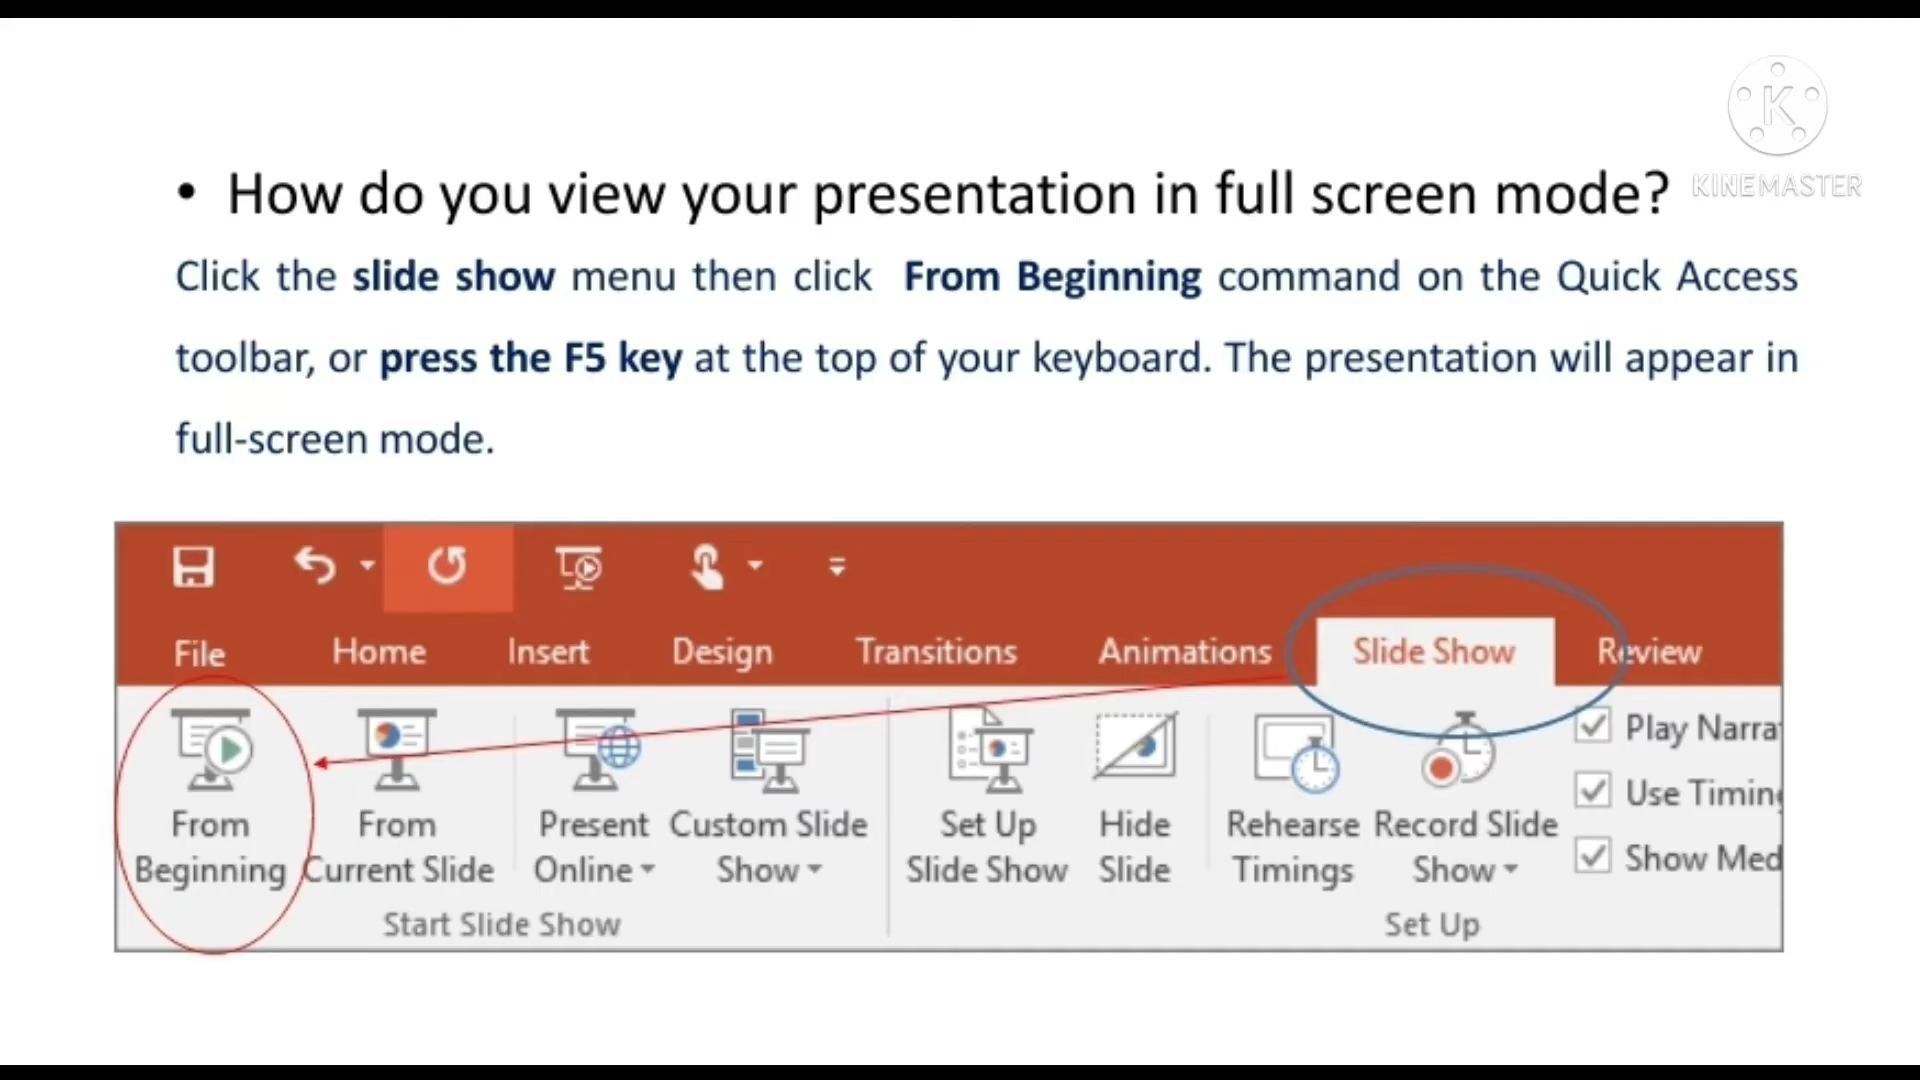 K
KINEMASTER
• How do you view your presentation in full screen mode?
Click the slide show menu then click From Beginning command on the Quick Access
toolbar, or press the F5 key at the top of your keyboard. The presentation will appear in
full-screen mode.
File Home Insert Design Transitions Animations Slide Show Review
From Beginning
From Current Slide
Present Online
Custom Slide Show
Start Slide Show
Set Up Slide Show
Hide Slide
Rehearse Timings
Record Slide Show
Play Narra
Use Timing
Show Med
Set Up